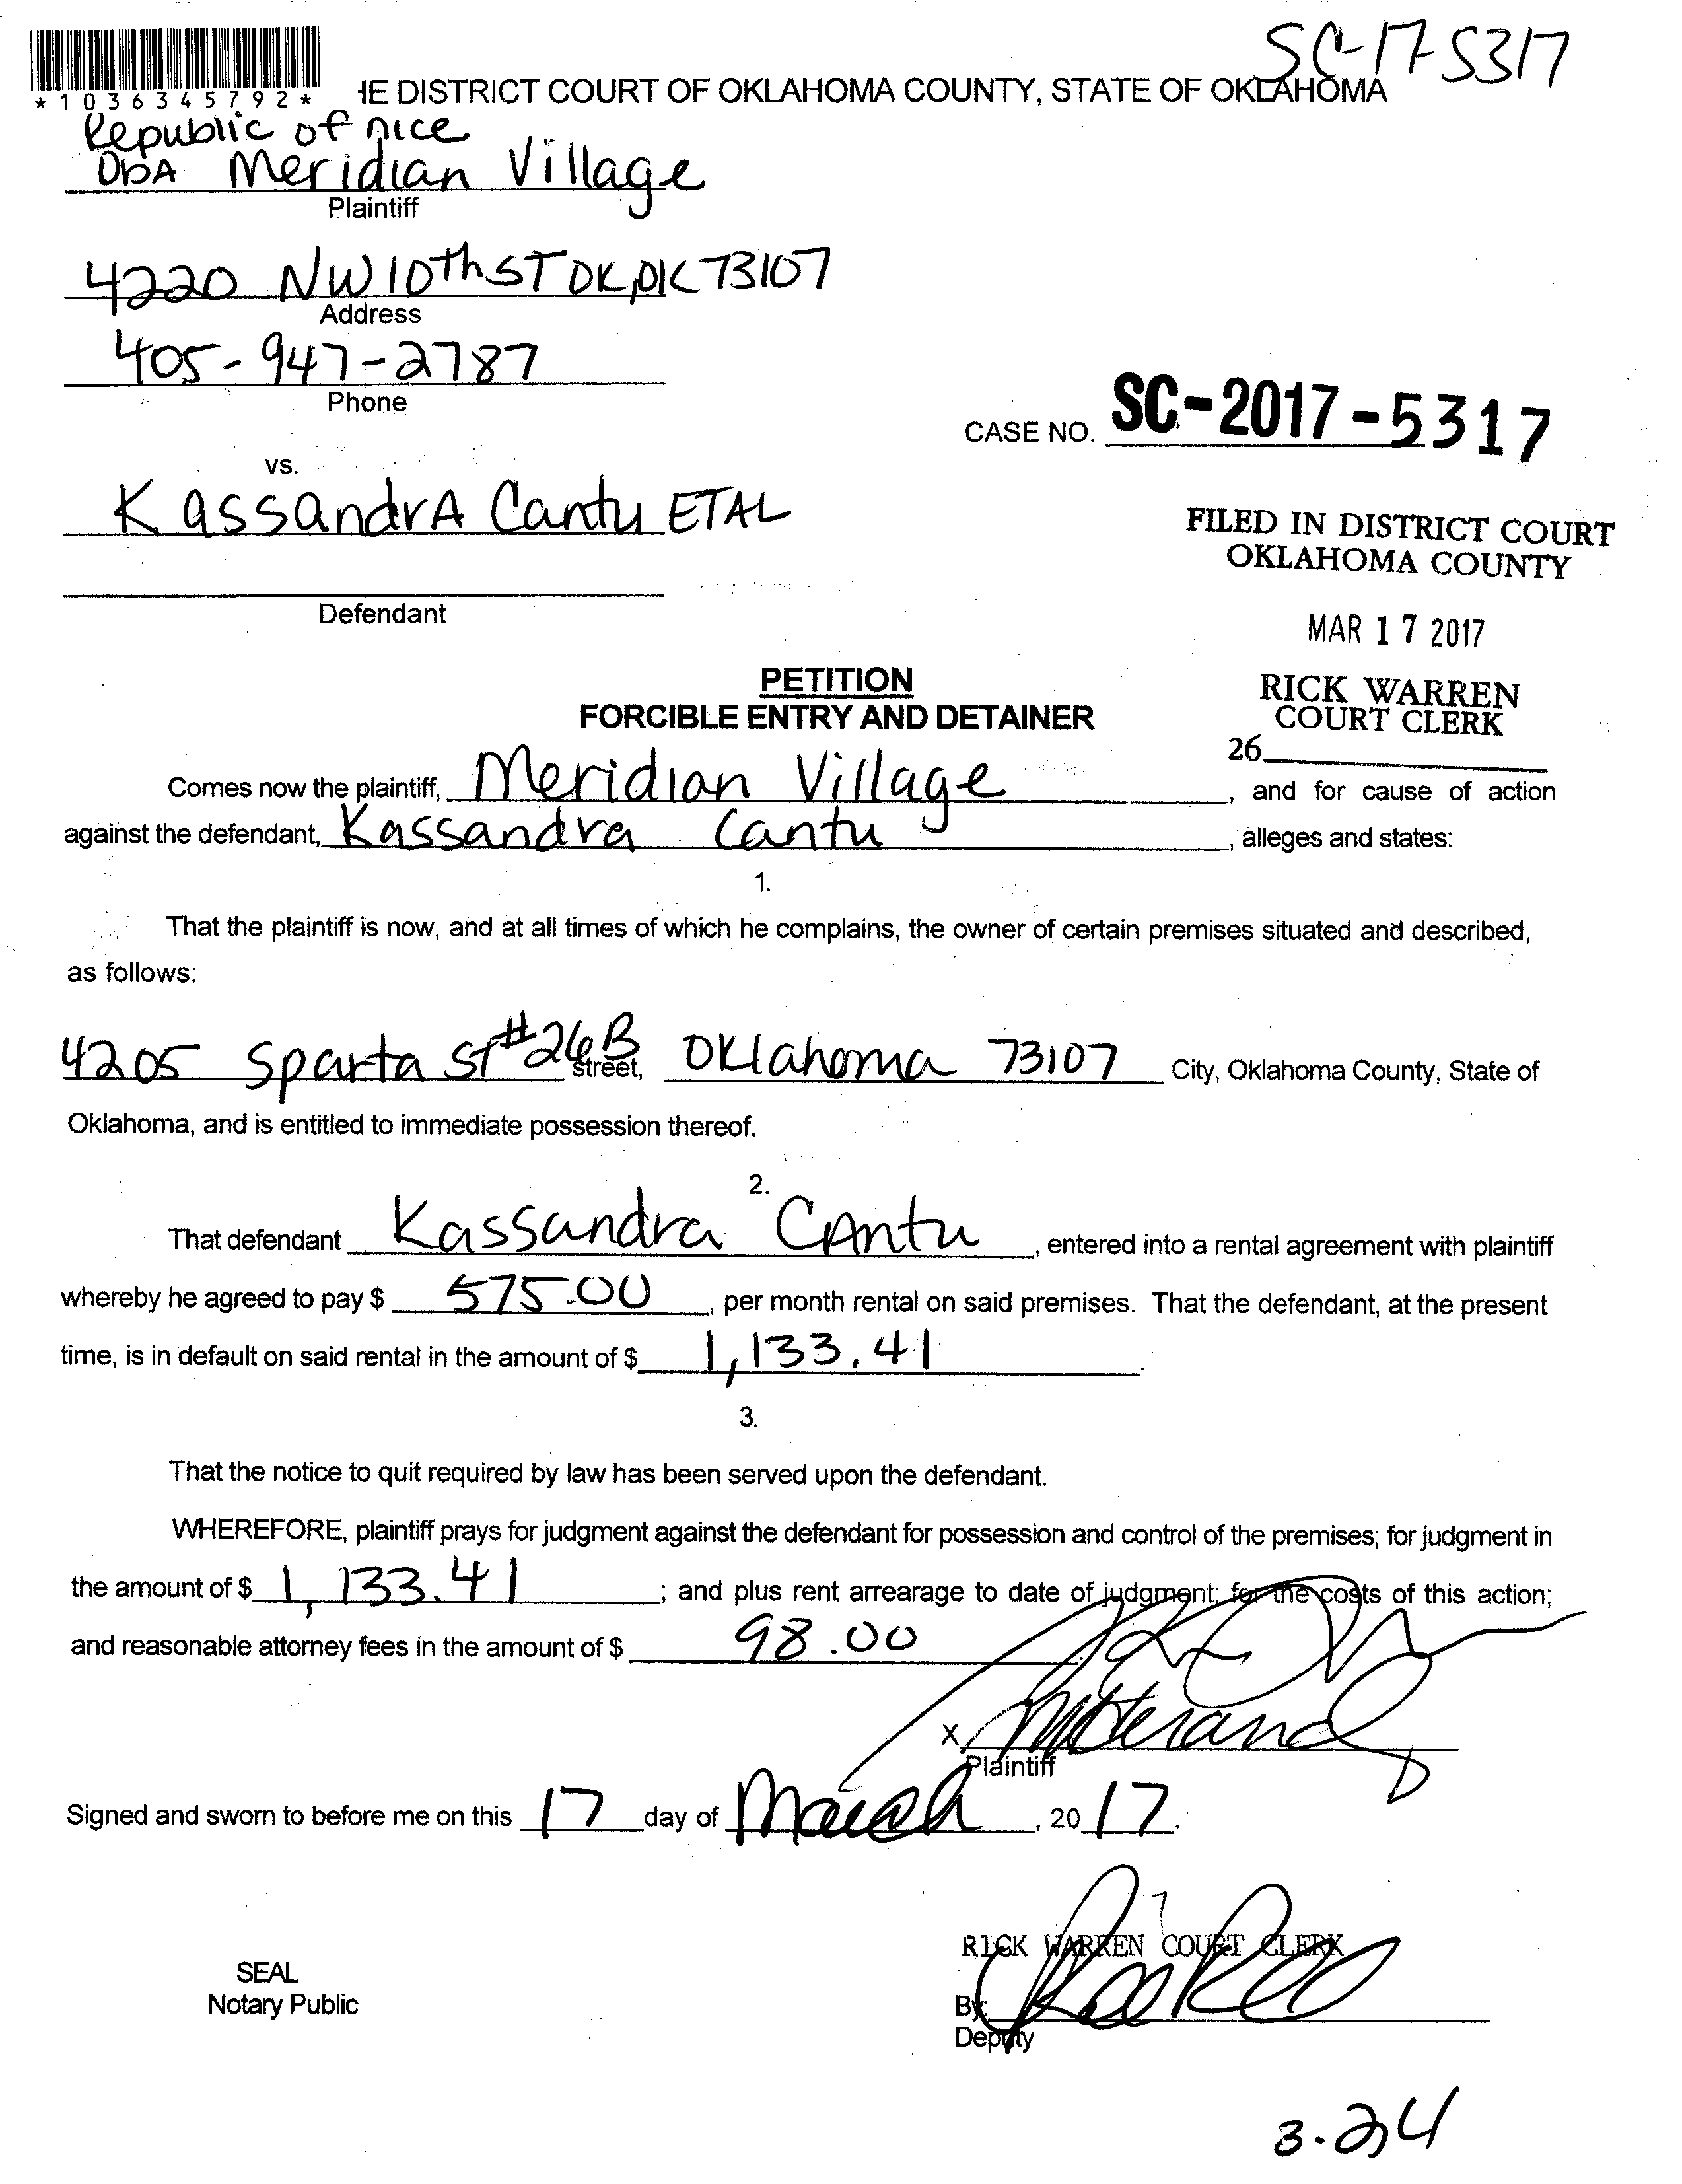 SC-17-5317
*1036345792*
HE DISTRICT COURT OF OKLAHOMA COUNTY, STATE OF OKLAHOMA
Republic of nice
DbA Meridian Village
Plaintiff
4220 NW 10th ST OK, OK 73107
Address
405-947-2787
Phone
CASE NO. SC-2017-5317
vs.
KassandrA Cantu ETAL
Defendant
FILED IN DISTRICT COURT
OKLAHOMA COUNTY
MAR 17 2017
RICK WARREN
COURT CLERK
26
PETITION
FORCIBLE ENTRY AND DETAINER
Comes now the plaintiff, Meridian Village, and for cause of action
against the defendant, Kassandra Cantu, alleges and states:
1.
That the plaintiff is now, and at all times of which he complains, the owner of certain premises situated and described,
as follows:
4205 Sparta ST #26B street, Oklahoma 73107 City, Oklahoma County, State of
Oklahoma, and is entitled to immediate possession thereof.
2.
That defendant Kassandra CAntu, entered into a rental agreement with plaintiff
whereby he agreed to pay $ 575.00, per month rental on said premises. That the defendant, at the present
time, is in default on said rental in the amount of $ 1,133.41.
3.
That the notice to quit required by law has been served upon the defendant.
WHEREFORE, plaintiff prays for judgment against the defendant for possession and control of the premises; for judgment in
the amount of $ 1,133.41; and plus rent arrearage to date of judgment; for the costs of this action;
and reasonable attorney fees in the amount of $ 98.00
X
Plaintiff
Signed and sworn to before me on this 17 day of March, 2017.
RICK WARREN COURT CLERK
SEAL
Notary Public
By:
Deputy
3-24